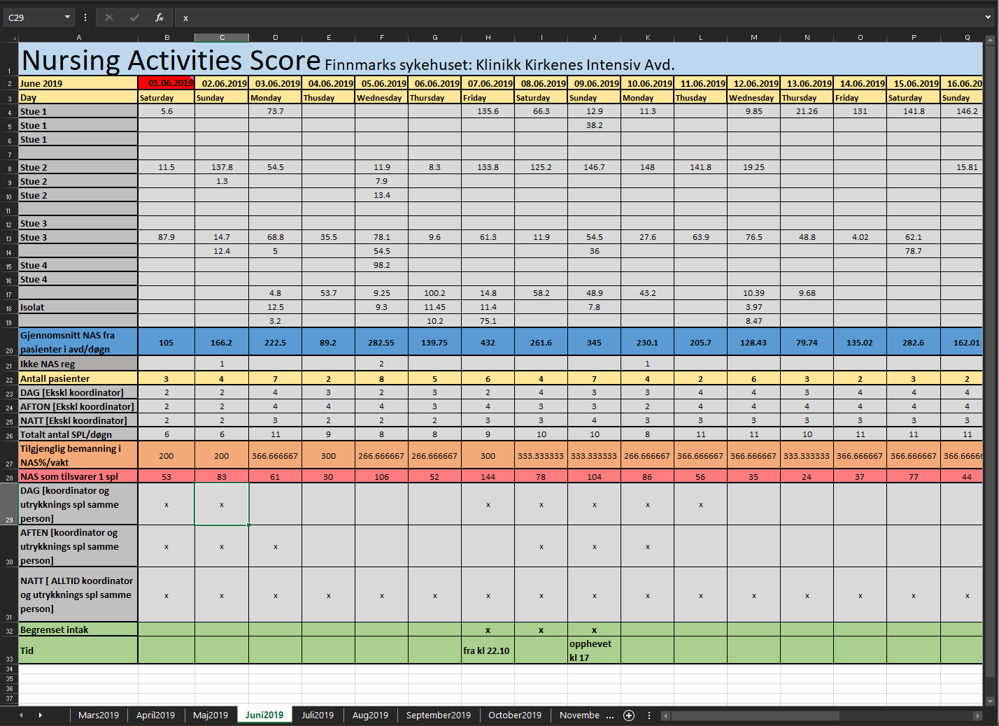 C29 x
A B C D E F G H I J K L M N O P Q
1 Nursing Activities Score Finnmarks sykehuset: Klinikk Kirkenes Intensiv Avd.
2 June 2019 01.06.2019 02.06.2019 03.06.2019 04.06.2019 05.06.2019 06.06.2019 07.06.2019 08.06.2019 09.06.2019 10.06.2019 11.06.2019 12.06.2019 13.06.2019 14.06.2019 15.06.2019 16.06.20
3 Day Saturday Sunday Monday Thusday Wednesday Thursday Friday Saturday Sunday Monday Thusday Wednesday Thursday Friday Saturday Sunday
4 Stue 1 5.6 73.7 135.6 66.3 12.9 11.3 9.85 21.26 131 141.8 146.2
5 Stue 1 38.2
6 Stue 1
7
8 Stue 2 11.5 137.8 54.5 11.9 8.3 133.8 125.2 146.7 148 141.8 19.25 15.81
9 Stue 2 1.3 7.9
10 Stue 2 13.4
11
12 Stue 3
13 Stue 3 87.9 14.7 68.8 35.5 78.1 9.6 61.3 11.9 54.5 27.6 63.9 76.5 48.8 4.02 62.1
14 12.4 5 54.5 36 78.7
15 Stue 4 98.2
16 Stue 4
17 4.8 53.7 9.25 100.2 14.8 58.2 48.9 43.2 10.39 9.68
18 Isolat 12.5 9.3 11.45 11.4 7.8 3.97
19 3.2 10.2 75.1 8.47
Gjennomsnitt NAS fra
20 pasienter i avd/døgn 105 166.2 222.5 89.2 282.55 139.75 432 261.6 345 230.1 205.7 128.43 79.74 135.02 282.6 162.01
21 Ikke NAS reg 1 2 1
22 Antall pasienter 3 4 7 2 8 5 6 4 7 4 2 6 3 2 3 2
23 DAG [Ekskl koordinator] 2 2 4 3 2 3 2 4 3 3 4 4 3 4 4 4
24 AFTON [Ekskl koordinator] 2 2 4 4 4 3 4 3 3 2 4 4 4 4 4 4
25 NATT [Ekskl koordinator] 2 2 3 2 2 2 3 3 4 3 3 3 3 3 3 3
26 Totalt antal SPL/døgn 6 6 11 9 8 8 9 10 10 8 11 11 10 11 11 11
Tilgjenglig bemanning i
27 NAS%/vakt 200 200 366.666667 300 266.666667 266.666667 300 333.333333 333.333333 266.666667 366.666667 366.666667 333.333333 366.666667 366.666667 366.6666
28 NAS som tilsvarer 1 spl 53 83 61 30 106 52 144 78 104 86 56 35 24 37 77 44
DAG [koordinator og
utrykknings spl samme x x x x x x x
29 person]
AFTEN [koordinator og
utrykknings spl samme x x x x x x
30 person]
NATT [ ALLTID koordinator
og utrykknings spl samme x x x x x x x x x x x x x x x x
31 person]
32 Begrenset intak x x x
33 Tid fra kl 22.10 opphevet kl 17
34
35
36
37
Mars2019 April2019 Maj2019 Juni2019 Juli2019 Aug2019 September2019 October2019 Novembe ...